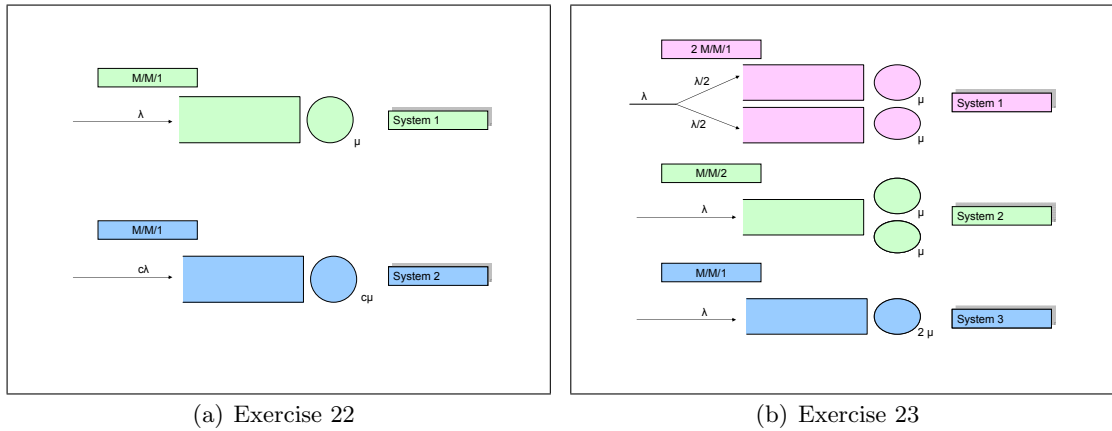 M/M/1
λ
μ
System 1
M/M/1
cλ
cμ
System 2
(a) Exercise 22
2 M/M/1
λ
λ/2
λ/2
μ
μ
System 1
M/M/2
λ
μ
μ
System 2
M/M/1
λ
2 μ
System 3
(b) Exercise 23